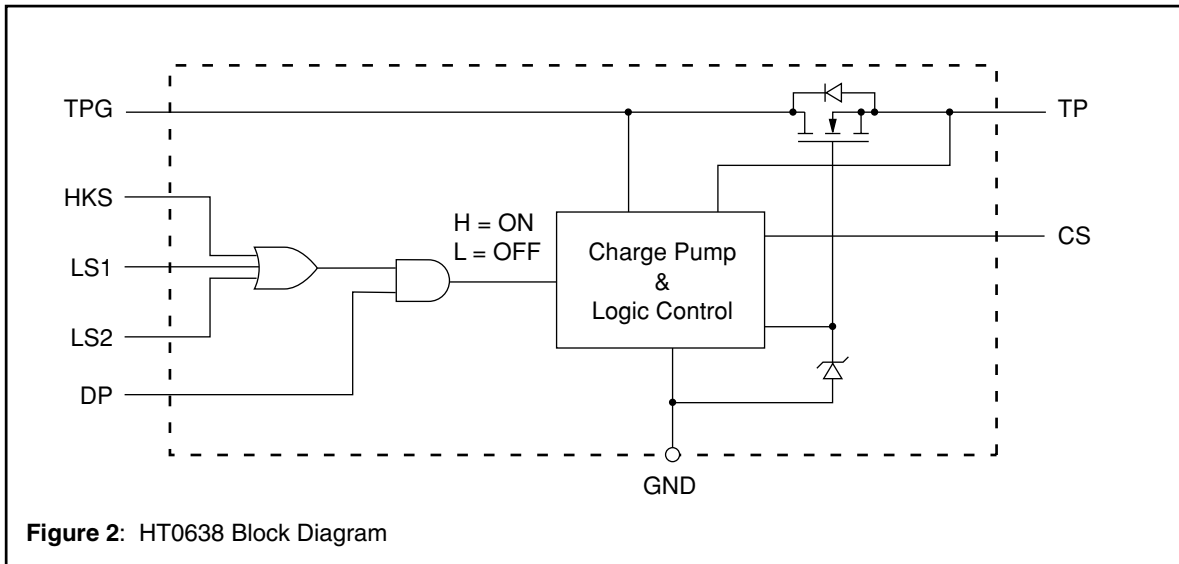 TPG
TP
HKS
H = ON
L = OFF
Charge Pump
&
Logic Control
CS
LS1
LS2
DP
GND
Figure 2: HT0638 Block Diagram